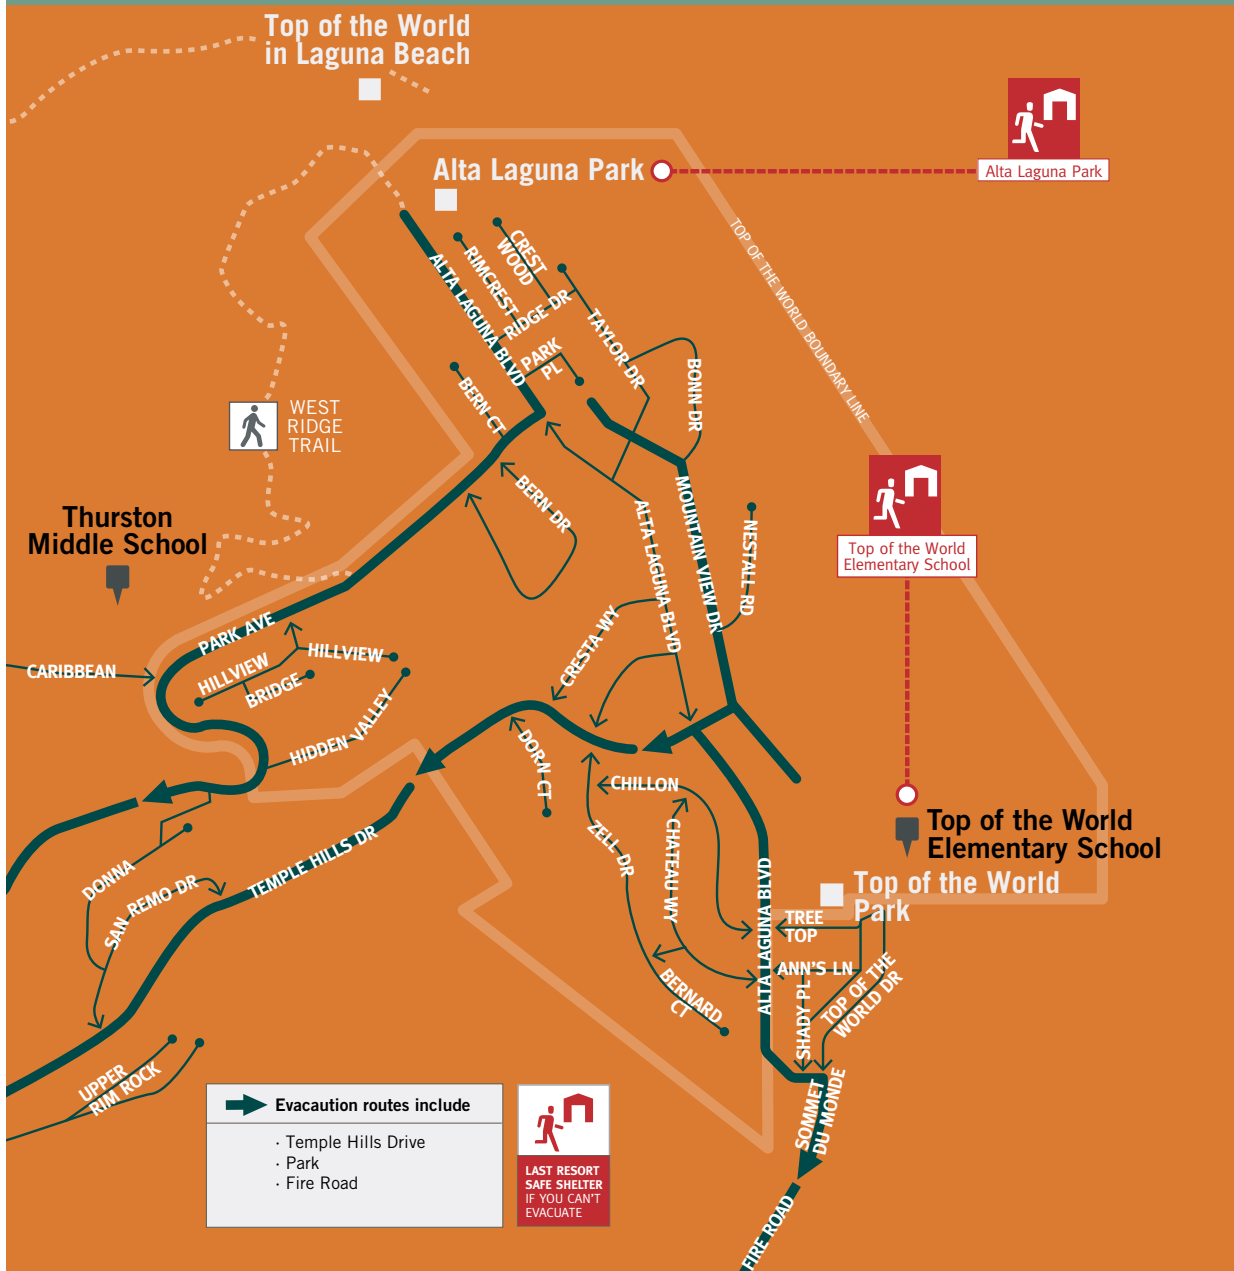 Top of the World
in Laguna Beach
Alta Laguna Park
Alta Laguna Park
TOP OF THE WORLD BOUNDARY LINE
CREST
WOOD
RIMCREST
RIDGE DR
ALTA LAGUNA BLVD
TAYLOR DR
PARK
PL
BONN DR
BERN CT
WEST
RIDGE
TRAIL
BERN DR
ALTA LAGUNA BLVD
MOUNTAIN VIEW DR
NESTALL RD
Top of the World
Elementary School
Thurston
Middle School
PARK AVE
CARIBBEAN
HILLVIEW
HILLVIEW
BRIDGE
HIDDEN VALLEY
CRESTA WY
DORN CT
CHILLON
ZELL DR
CHATEAU WY
TEMPLE HILLS DR
DONNA
SAN REMO DR
ALTA LAGUNA BLVD
Top of the World
Elementary School
Top of the World
Park
TREE
TOP
ANN'S LN
SHADY PL
TOP OF THE
WORLD DR
BERNARD
CT
UPPER
RIM ROCK
SOMMET
DU MONDE
FIRE ROAD
Evacaution routes include
· Temple Hills Drive
· Park
· Fire Road
LAST RESORT
SAFE SHELTER
IF YOU CAN'T
EVACUATE